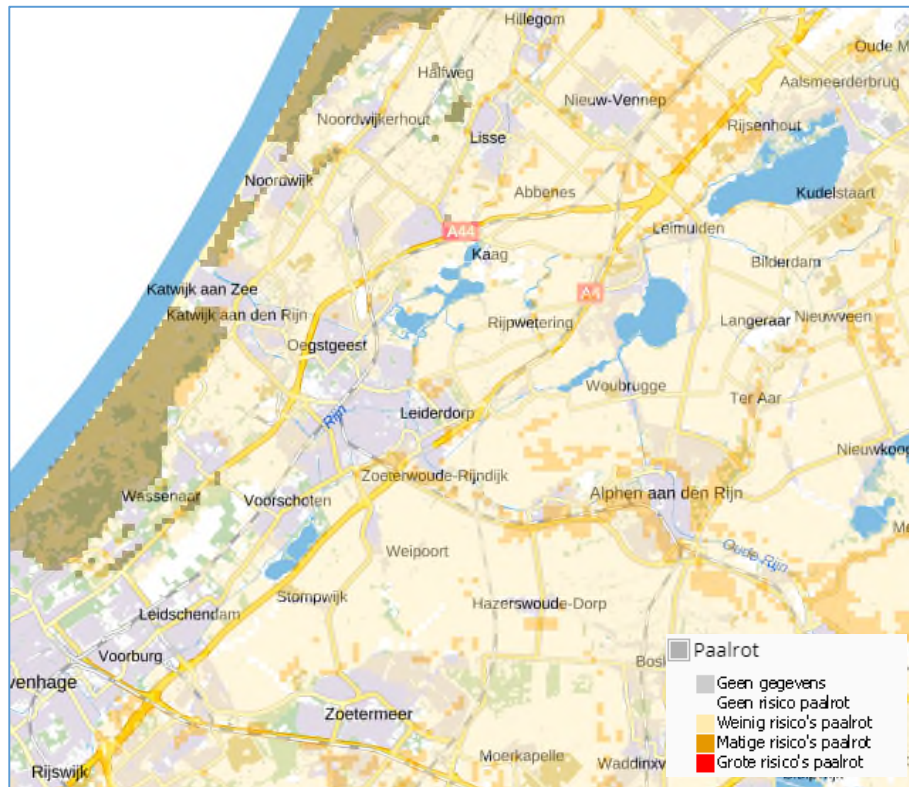 Hillegom
Oude M
Halfweg
Aalsmeerderbrug
Nieuw-Vennep
Noordwijkerhout
Rijsenhout
Lisse
Noordwijk
Abbenes
Kudelstaart
A44
Leimuiden
Kaag
Bilderdam
Katwijk aan Zee
A4
Katwijk aan den Rijn
Rijpwetering
Langeraar
Nieuwveen
Oegstgeest
Woubrugge
Ter Aar
Rijn
Leiderdorp
Nieuwkoop
Zoeterwoude-Rijndijk
Wassenaar
Voorschoten
Alphen aan den Rijn
Me
Weipoort
Oude Rijn
Stompwijk
Hazerswoude-Dorp
Leidschendam
Voorburg
Bosk
Paalrot
venhage
Geen gegevens
Geen risico paalrot
Zoetermeer
Weinig risico's paalrot
Matige risico's paalrot
Rijswijk
Moerkapelle
Waddinxv
Grote risico's paalrot